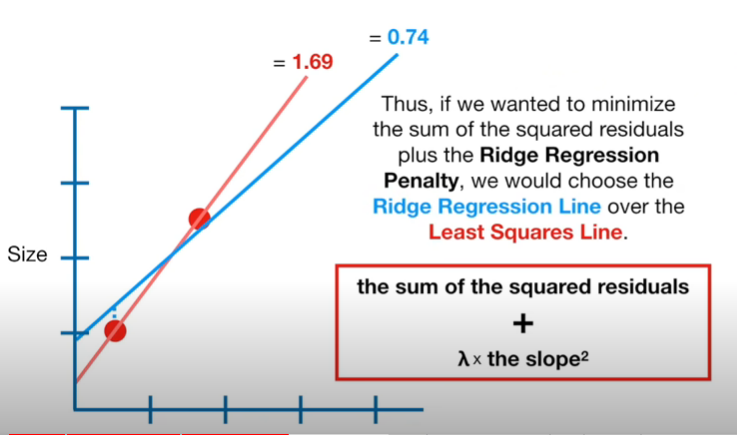 = 0.74
= 1.69
Thus, if we wanted to minimize
the sum of the squared residuals
plus the Ridge Regression
Penalty, we would choose the
Ridge Regression Line over the
Least Squares Line.
Size
the sum of the squared residuals
+
λ x the slope²